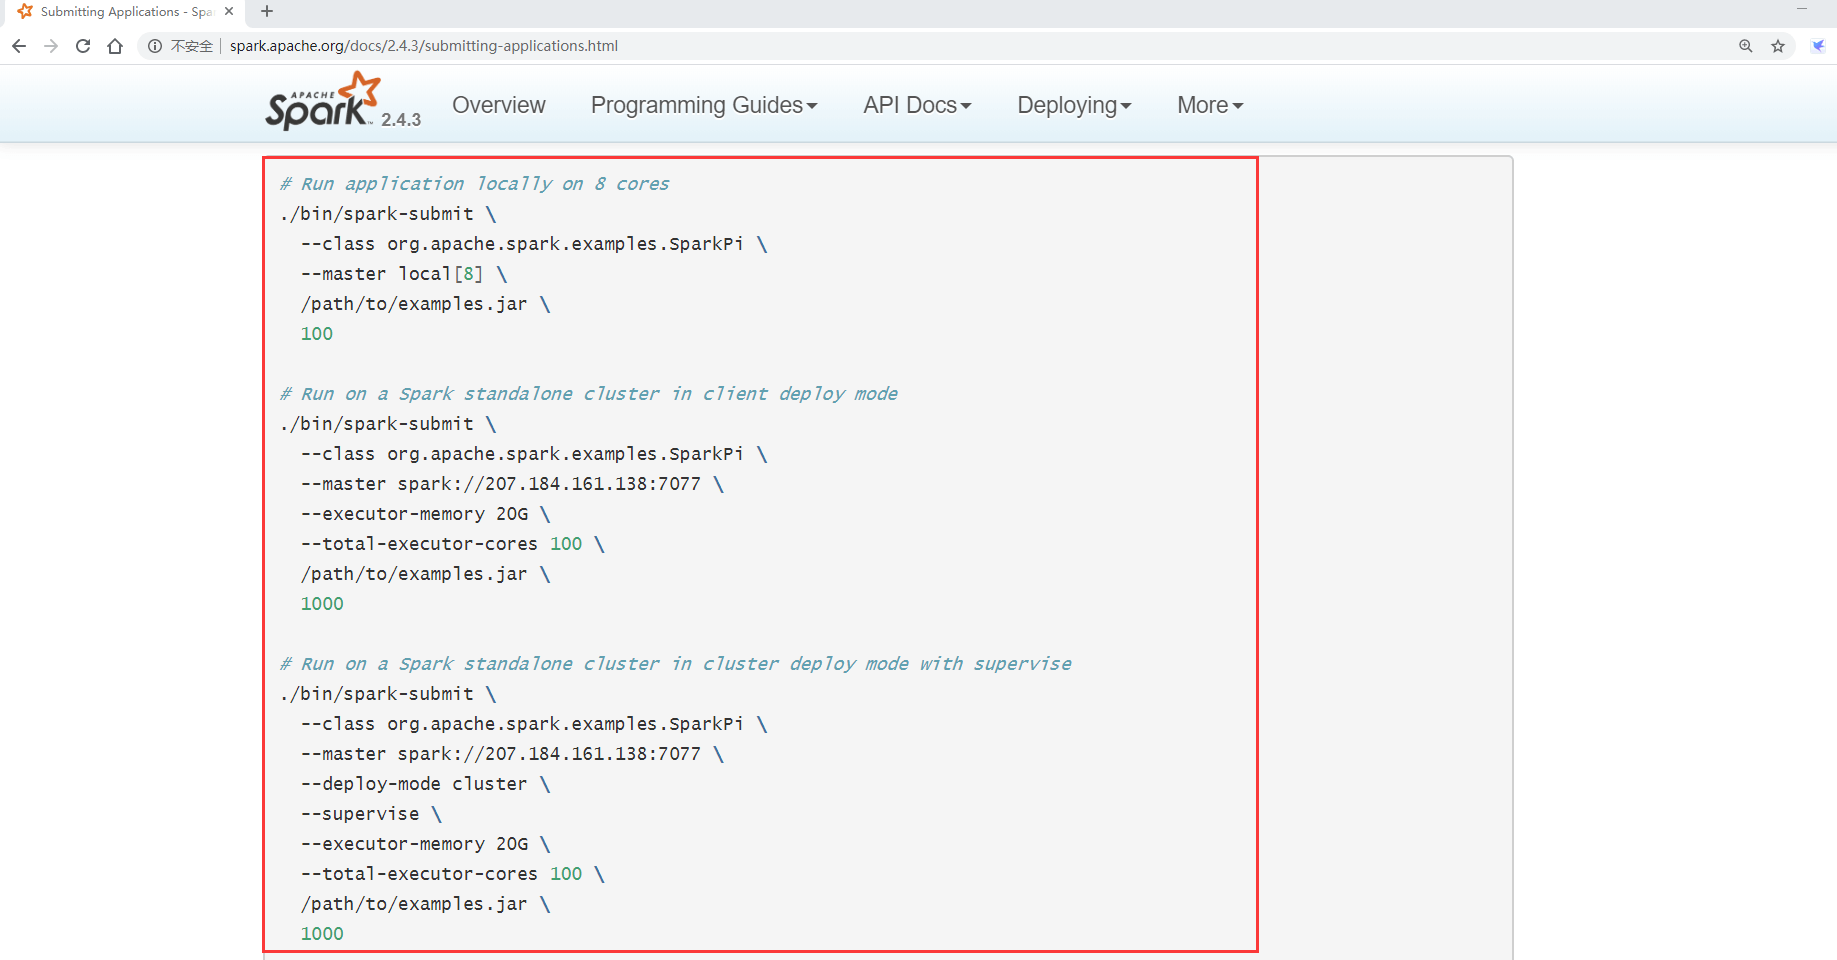 Submitting Applications - Spa
不安全 | spark.apache.org/docs/2.4.3/submitting-applications.html
APACHE
Spark™ 2.4.3
Overview Programming Guides API Docs Deploying More
# Run application locally on 8 cores
./bin/spark-submit \
--class org.apache.spark.examples.SparkPi \
--master local[8] \
/path/to/examples.jar \
100
# Run on a Spark standalone cluster in client deploy mode
./bin/spark-submit \
--class org.apache.spark.examples.SparkPi \
--master spark://207.184.161.138:7077 \
--executor-memory 20G \
--total-executor-cores 100 \
/path/to/examples.jar \
1000
# Run on a Spark standalone cluster in cluster deploy mode with supervise
./bin/spark-submit \
--class org.apache.spark.examples.SparkPi \
--master spark://207.184.161.138:7077 \
--deploy-mode cluster \
--supervise \
--executor-memory 20G \
--total-executor-cores 100 \
/path/to/examples.jar \
1000